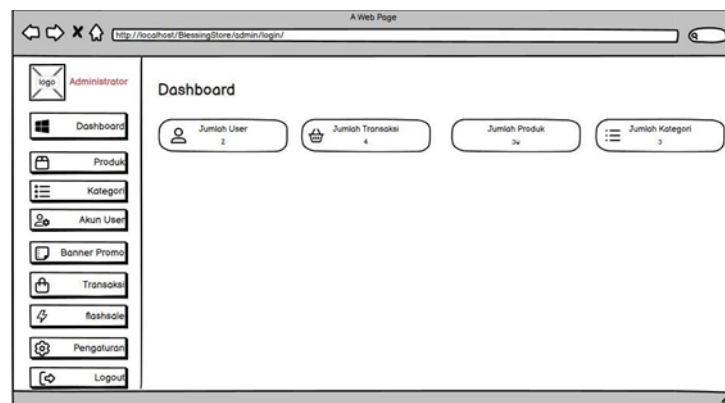 A Web Page
http://localhost/BlessingStore/admin/login/
logo
Administrator
Dashboard
Dashboard
Jumlah User
2
Jumlah Transaksi
4
Jumlah Produk
Jumlah Kategori
3
Produk
Kategori
Akun User
Banner Promo
Transaksi
flashsale
Pengaturan
Logout